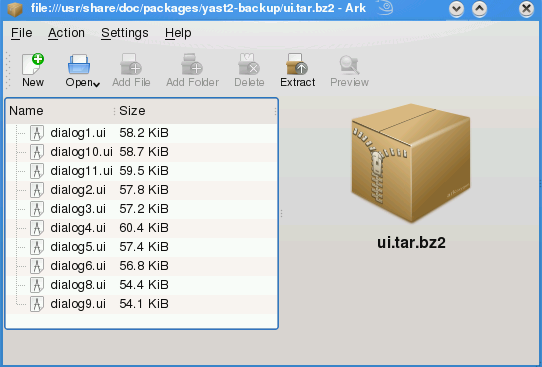 file:///usr/share/doc/packages/yast2-backup/ui.tar.bz2 - Ark
File Action Settings Help
New Open Add File Add Folder Delete Extract Preview
Name Size
dialog1.ui 58.2 KiB
dialog10.ui 58.7 KiB
dialog11.ui 59.5 KiB
dialog2.ui 57.8 KiB
dialog3.ui 57.2 KiB
dialog4.ui 60.4 KiB
dialog5.ui 57.4 KiB
dialog6.ui 56.8 KiB
dialog8.ui 54.4 KiB
dialog9.ui 54.1 KiB
ui.tar.bz2